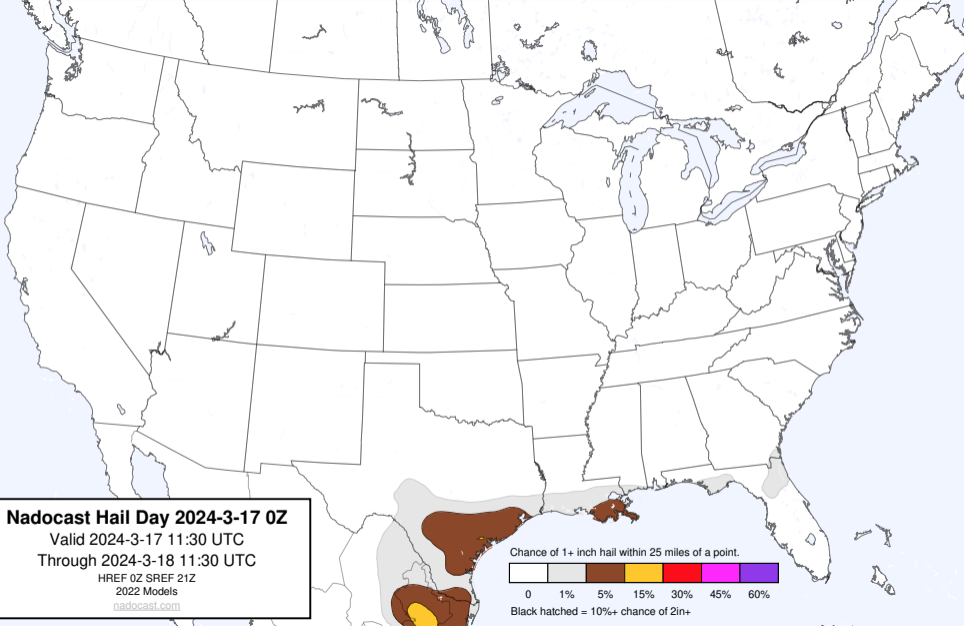 Nadocast Hail Day 2024-3-17 0Z
Valid 2024-3-17 11:30 UTC
Through 2024-3-18 11:30 UTC
HREF 0Z SREF 21Z
2022 Models
nadocast.com
Chance of 1+ inch hail within 25 miles of a point.
0 1% 5% 15% 30% 45% 60%
Black hatched = 10%+ chance of 2in+